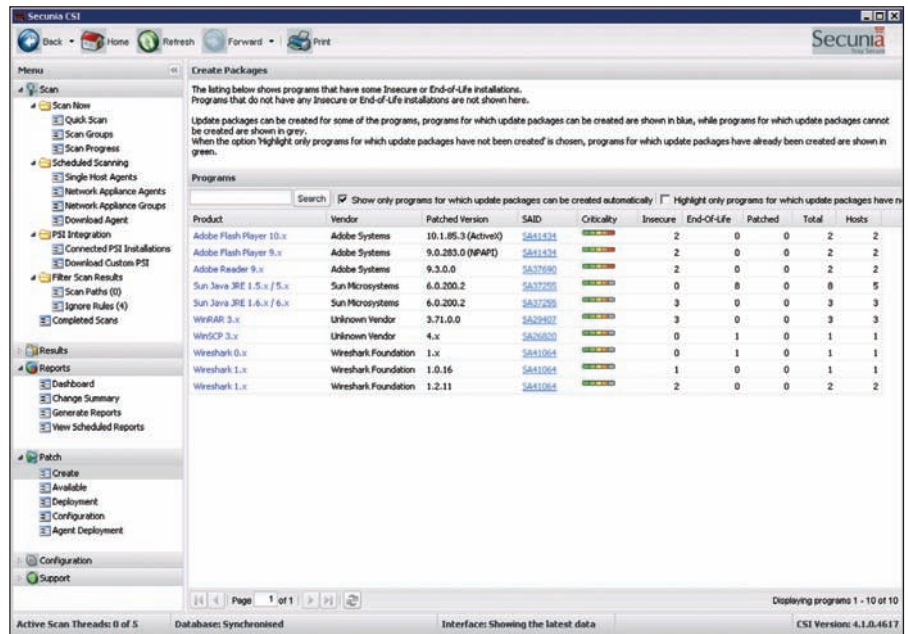 Secunia CSI
Back Home Refresh Forward Print
Secunia
Stay Secure
Menu
Scan
Scan Now
Quick Scan
Scan Groups
Scan Progress
Scheduled Scanning
Single Host Agents
Network Appliance Agents
Network Appliance Groups
Download Agent
PSI Integration
Connected PSI Installations
Download Custom PSI
Filter Scan Results
Scan Paths (0)
Ignore Rules (4)
Completed Scans
Results
Reports
Dashboard
Change Summary
Generate Reports
View Scheduled Reports
Patch
Create
Available
Deployment
Configuration
Agent Deployment
Configuration
Support
Create Packages
The listing below shows programs that have some Insecure or End-of-Life installations.
Programs that do not have any Insecure or End-of-Life installations are not shown here.
Update packages can be created for some of the programs, programs for which update packages can be created are shown in blue, while programs for which update packages cannot
be created are shown in grey.
When the option 'Highlight only programs for which update packages have not been created' is chosen, programs for which update packages have already been created are shown in
green.
Programs
Search Show only programs for which update packages can be created automatically Highlight only programs for which update packages have n
Product Vendor Patched Version SAID Criticality Insecure End-Of-Life Patched Total Hosts
Adobe Flash Player 10.x Adobe Systems 10.1.85.3 (ActiveX) SA41434 2 0 0 2 2
Adobe Flash Player 9.x Adobe Systems 9.0.283.0 (NPAPI) SA41434 2 0 0 2 2
Adobe Reader 9.x Adobe Systems 9.3.0.0 SA37690 2 0 0 2 2
Sun Java JRE 1.5.x / 5.x Sun Microsystems 6.0.200.2 SA37255 0 8 0 8 5
Sun Java JRE 1.6.x / 6.x Sun Microsystems 6.0.200.2 SA37255 3 0 0 3 3
WinRAR 3.x Unknown Vendor 3.71.0.0 SA29407 3 0 0 3 3
WinSCP 3.x Unknown Vendor 4.x SA26820 0 1 0 1 1
Wireshark 0.x Wireshark Foundation 1.x SA41064 0 1 0 1 1
Wireshark 1.x Wireshark Foundation 1.0.16 SA41064 1 0 0 1 1
Wireshark 1.x Wireshark Foundation 1.2.11 SA41064 2 0 0 2 2
Page 1 of 1
Displaying programs 1 - 10 of 10
Active Scan Threads: 0 of 5 Database: Synchronised Interface: Showing the latest data CSI Version: 4.1.0.4617